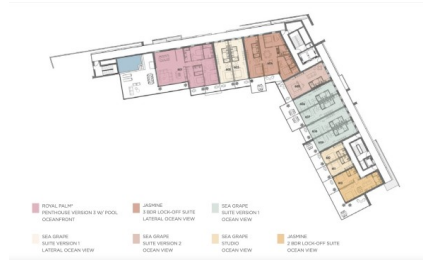 ROYAL PALM®
PENTHOUSE VERSION 3 W/ POOL
OCEANFRONT
JASMINE
3 BDR LOCK-OFF SUITE
LATERAL OCEAN VIEW
SEA GRAPE
SUITE VERSION 1
OCEAN VIEW
SEA GRAPE
SUITE VERSION 1
LATERAL OCEAN VIEW
SEA GRAPE
SUITE VERSION 2
OCEAN VIEW
SEA GRAPE
STUDIO
OCEAN VIEW
JASMINE
2 BDR LOCK-OFF SUITE
OCEAN VIEW